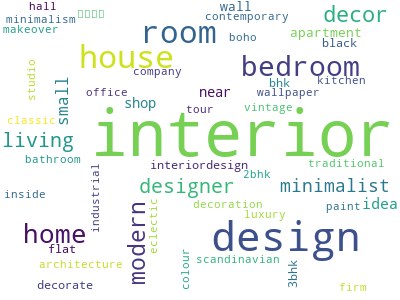 hall
wall
minimalism
contemporary
decor
makeover
room
boho
apartment
house
black
company
bedroom
kitchen
studio
small
office
shop
near
bhk
wallpaper
tour
vintage
classic
interior
living
bathroom
interiordesign
traditional
2bhk
designer
minimalist
inside
industrial
modern
eclectic
decoration
paint
idea
luxury
home
design
flat
colour
scandinavian
architecture
3bhk
decorate
firm